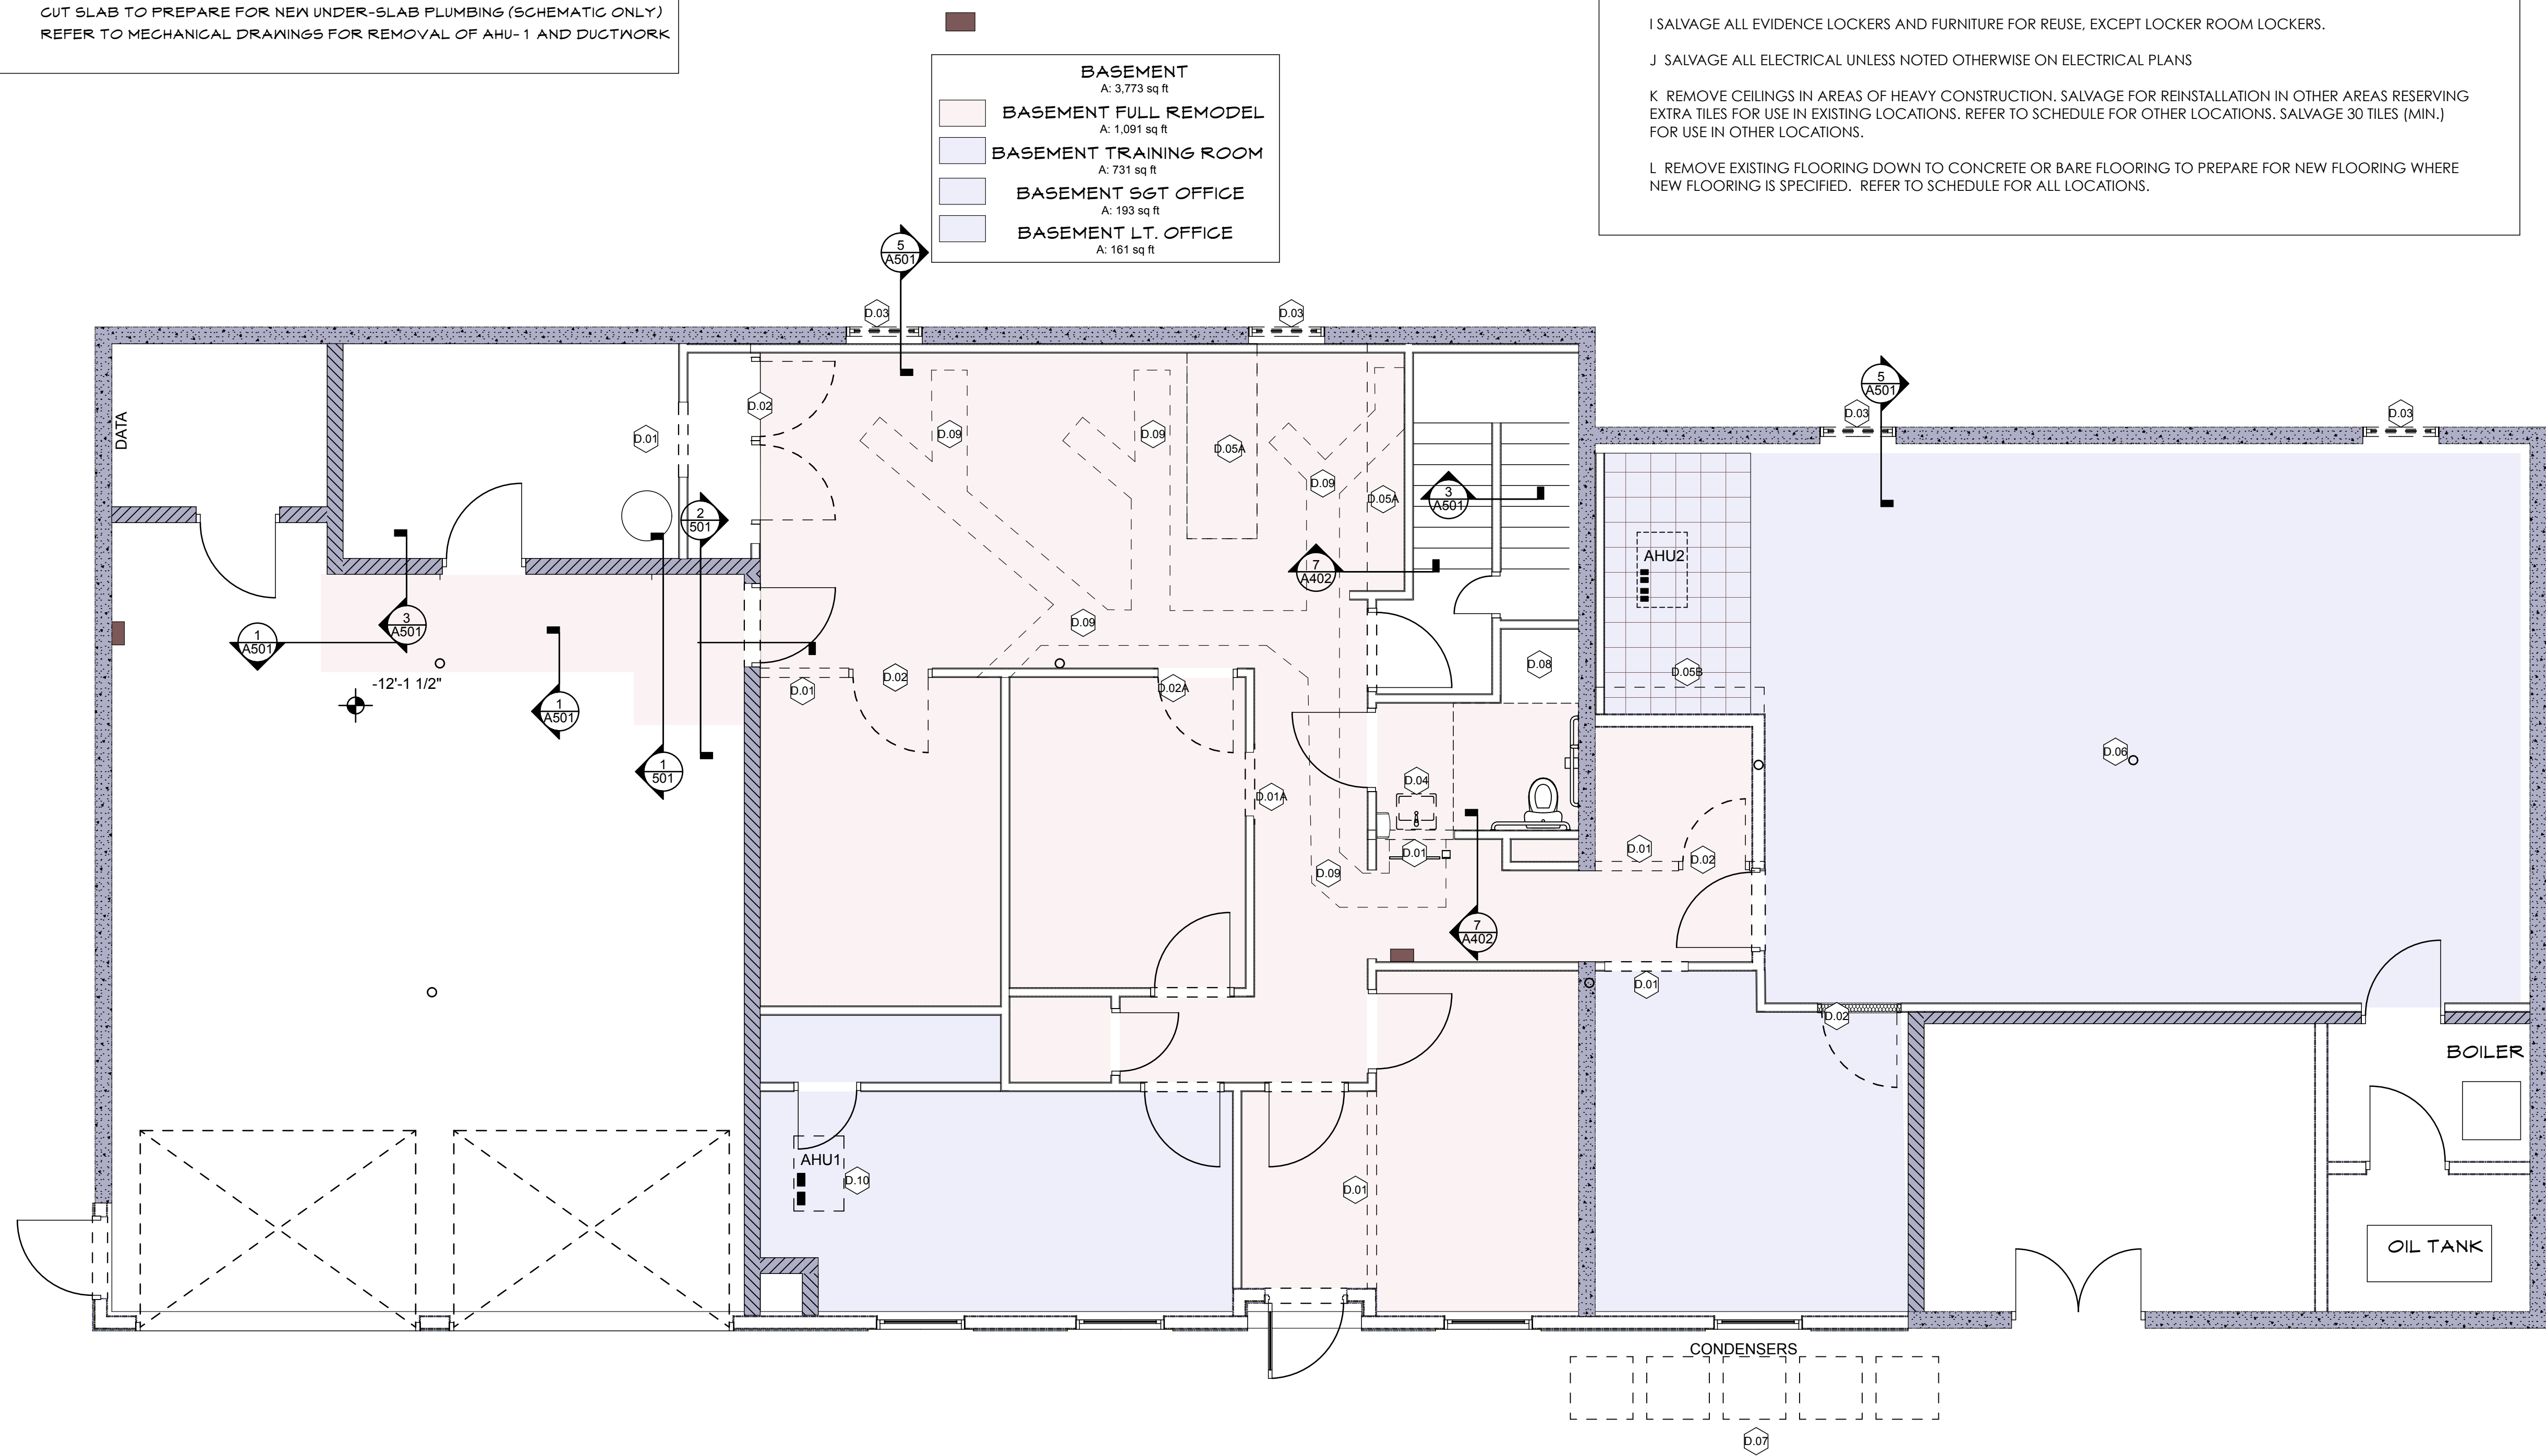 CUT SLAB TO PREPARE FOR NEW UNDER-SLAB PLUMBING (SCHEMATIC ONLY)
REFER TO MECHANICAL DRAWINGS FOR REMOVAL OF AHU-1 AND DUCTWORK
BASEMENT
A: 3,773 sq ft
BASEMENT FULL REMODEL
A: 1,091 sq ft
BASEMENT TRAINING ROOM
A: 731 sq ft
BASEMENT SGT OFFICE
A: 193 sq ft
BASEMENT LT. OFFICE
A: 161 sq ft
I SALVAGE ALL EVIDENCE LOCKERS AND FURNITURE FOR REUSE, EXCEPT LOCKER ROOM LOCKERS.
J SALVAGE ALL ELECTRICAL UNLESS NOTED OTHERWISE ON ELECTRICAL PLANS
K REMOVE CEILINGS IN AREAS OF HEAVY CONSTRUCTION. SALVAGE FOR REINSTALLATION IN OTHER AREAS RESERVING
EXTRA TILES FOR USE IN EXISTING LOCATIONS. REFER TO SCHEDULE FOR OTHER LOCATIONS. SALVAGE 30 TILES (MIN.)
FOR USE IN OTHER LOCATIONS.
L REMOVE EXISTING FLOORING DOWN TO CONCRETE OR BARE FLOORING TO PREPARE FOR NEW FLOORING WHERE
NEW FLOORING IS SPECIFIED. REFER TO SCHEDULE FOR ALL LOCATIONS.
5
A501
D.03
D.03
5
A501
D.03
D.03
DATA
D.01
D.02
D.09
D.09
D.05A
D.09
D.05A
3
A501
2
501
7
A402
AHU2
3
A501
1
A501
D.09
-12'-1 1/2"
1
A501
1
501
D.01
D.02
D.02A
D.08
D.05B
D.06
D.01A
D.04
D.01
D.09
D.01
D.02
7
A402
D.01
D.02
BOILER
AHU1
D.10
D.01
OIL TANK
CONDENSERS
D.07